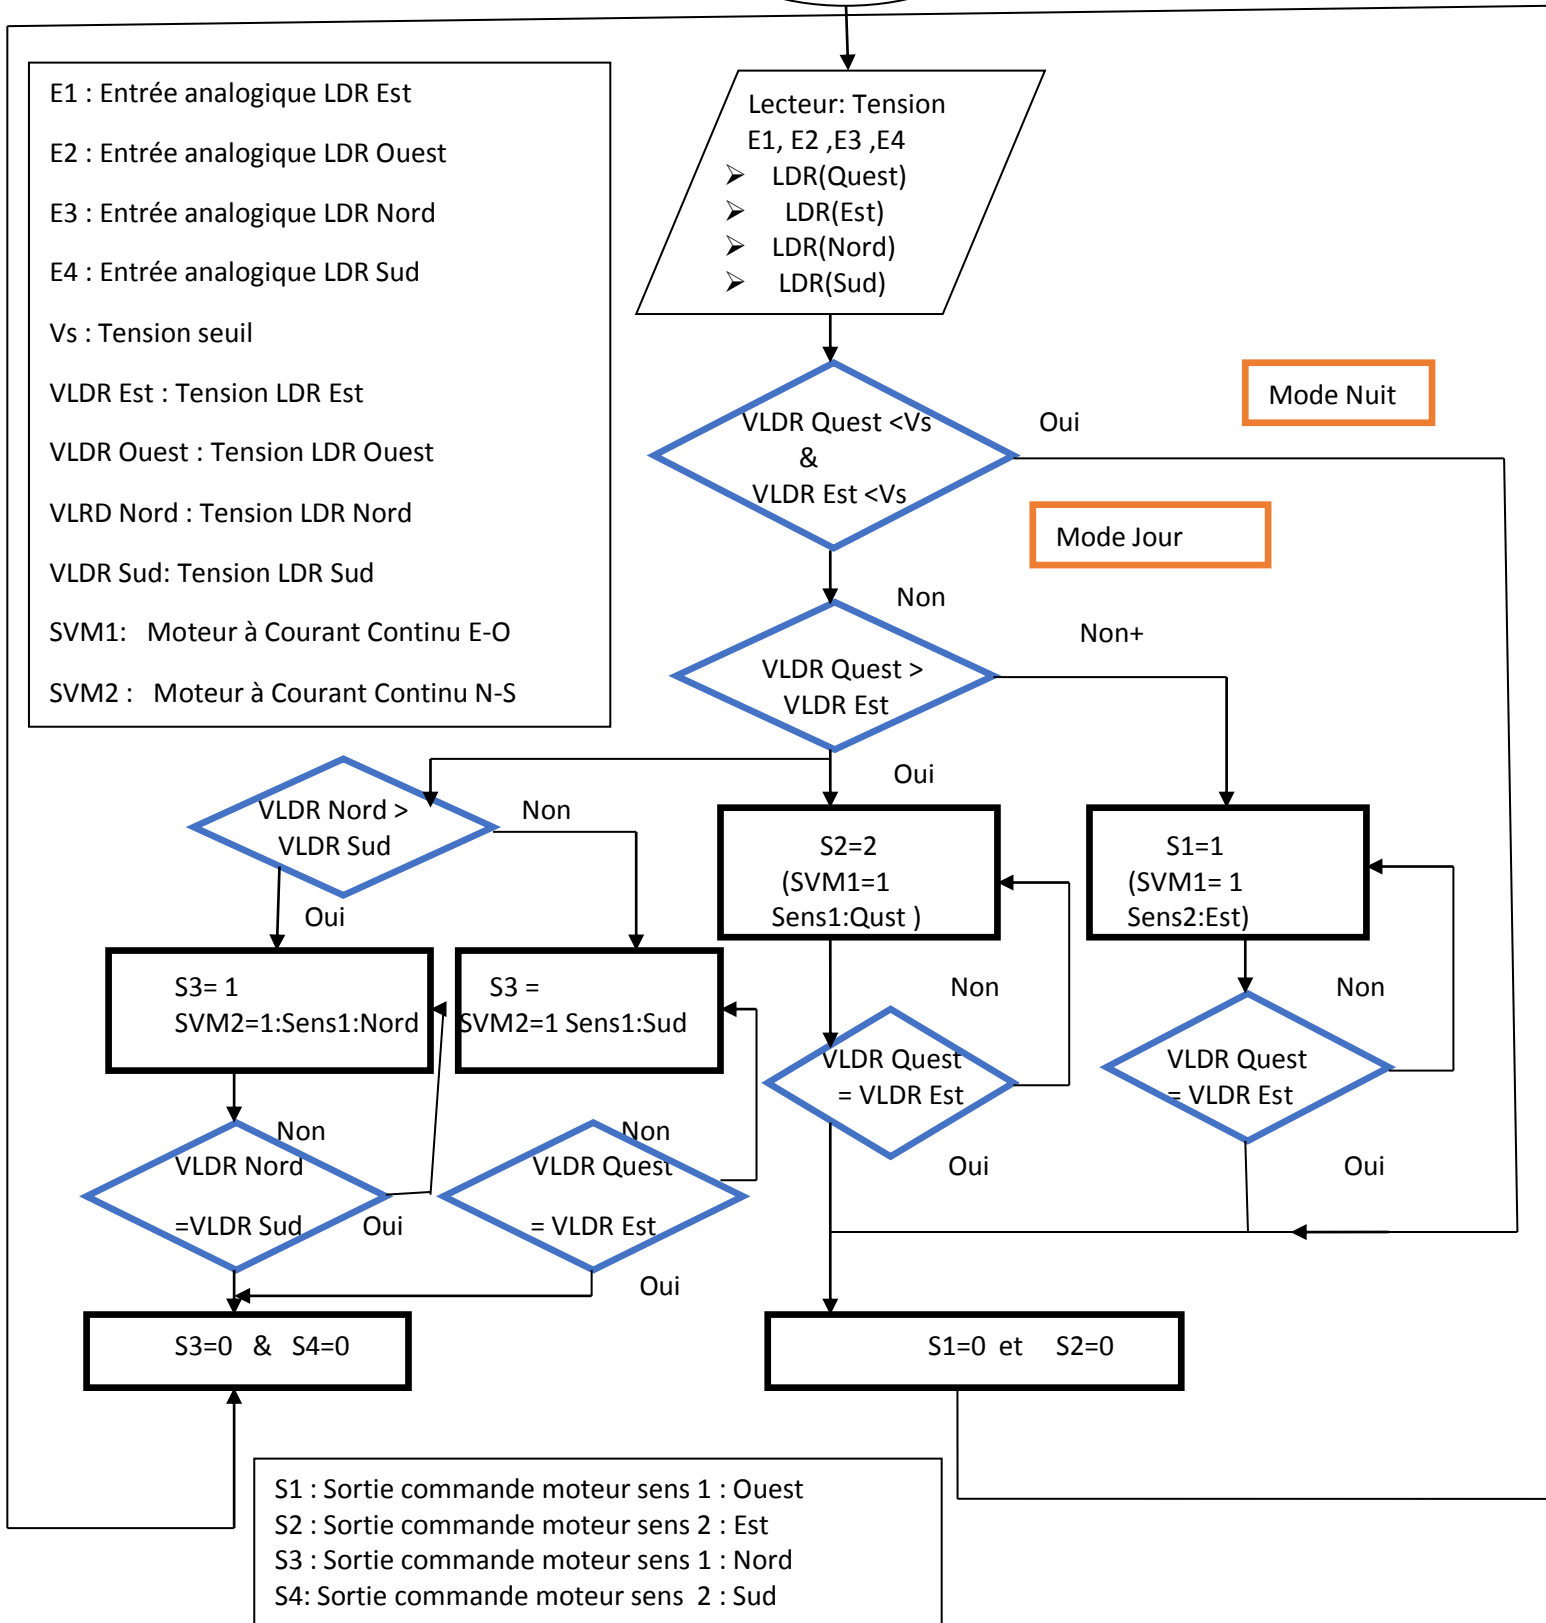 E1 : Entrée analogique LDR Est
E2 : Entrée analogique LDR Ouest
E3 : Entrée analogique LDR Nord
E4 : Entrée analogique LDR Sud
Vs : Tension seuil
VLDR Est : Tension LDR Est
VLDR Ouest : Tension LDR Ouest
VLRD Nord : Tension LDR Nord
VLDR Sud: Tension LDR Sud
SVM1: Moteur à Courant Continu E-O
SVM2 : Moteur à Courant Continu N-S
Lecteur: Tension
E1, E2 ,E3 ,E4
➢ LDR(Quest)
➢ LDR(Est)
➢ LDR(Nord)
➢ LDR(Sud)
VLDR Quest <Vs
&
VLDR Est <Vs
Oui
Mode Nuit
Mode Jour
Non
VLDR Quest >
VLDR Est
Non+
Oui
VLDR Nord >
VLDR Sud
Non
Oui
S2=2
(SVM1=1
Sens1:Qust )
S1=1
(SVM1= 1
Sens2:Est)
S3= 1
SVM2=1:Sens1:Nord
S3 =
SVM2=1 Sens1:Sud
Non
Non
VLDR Quest
= VLDR Est
VLDR Quest
= VLDR Est
Oui
Oui
Non
VLDR Nord
=VLDR Sud
Oui
Non
VLDR Quest
= VLDR Est
Oui
S3=0 & S4=0
S1=0 et S2=0
S1 : Sortie commande moteur sens 1 : Ouest
S2 : Sortie commande moteur sens 2 : Est
S3 : Sortie commande moteur sens 1 : Nord
S4: Sortie commande moteur sens 2 : Sud